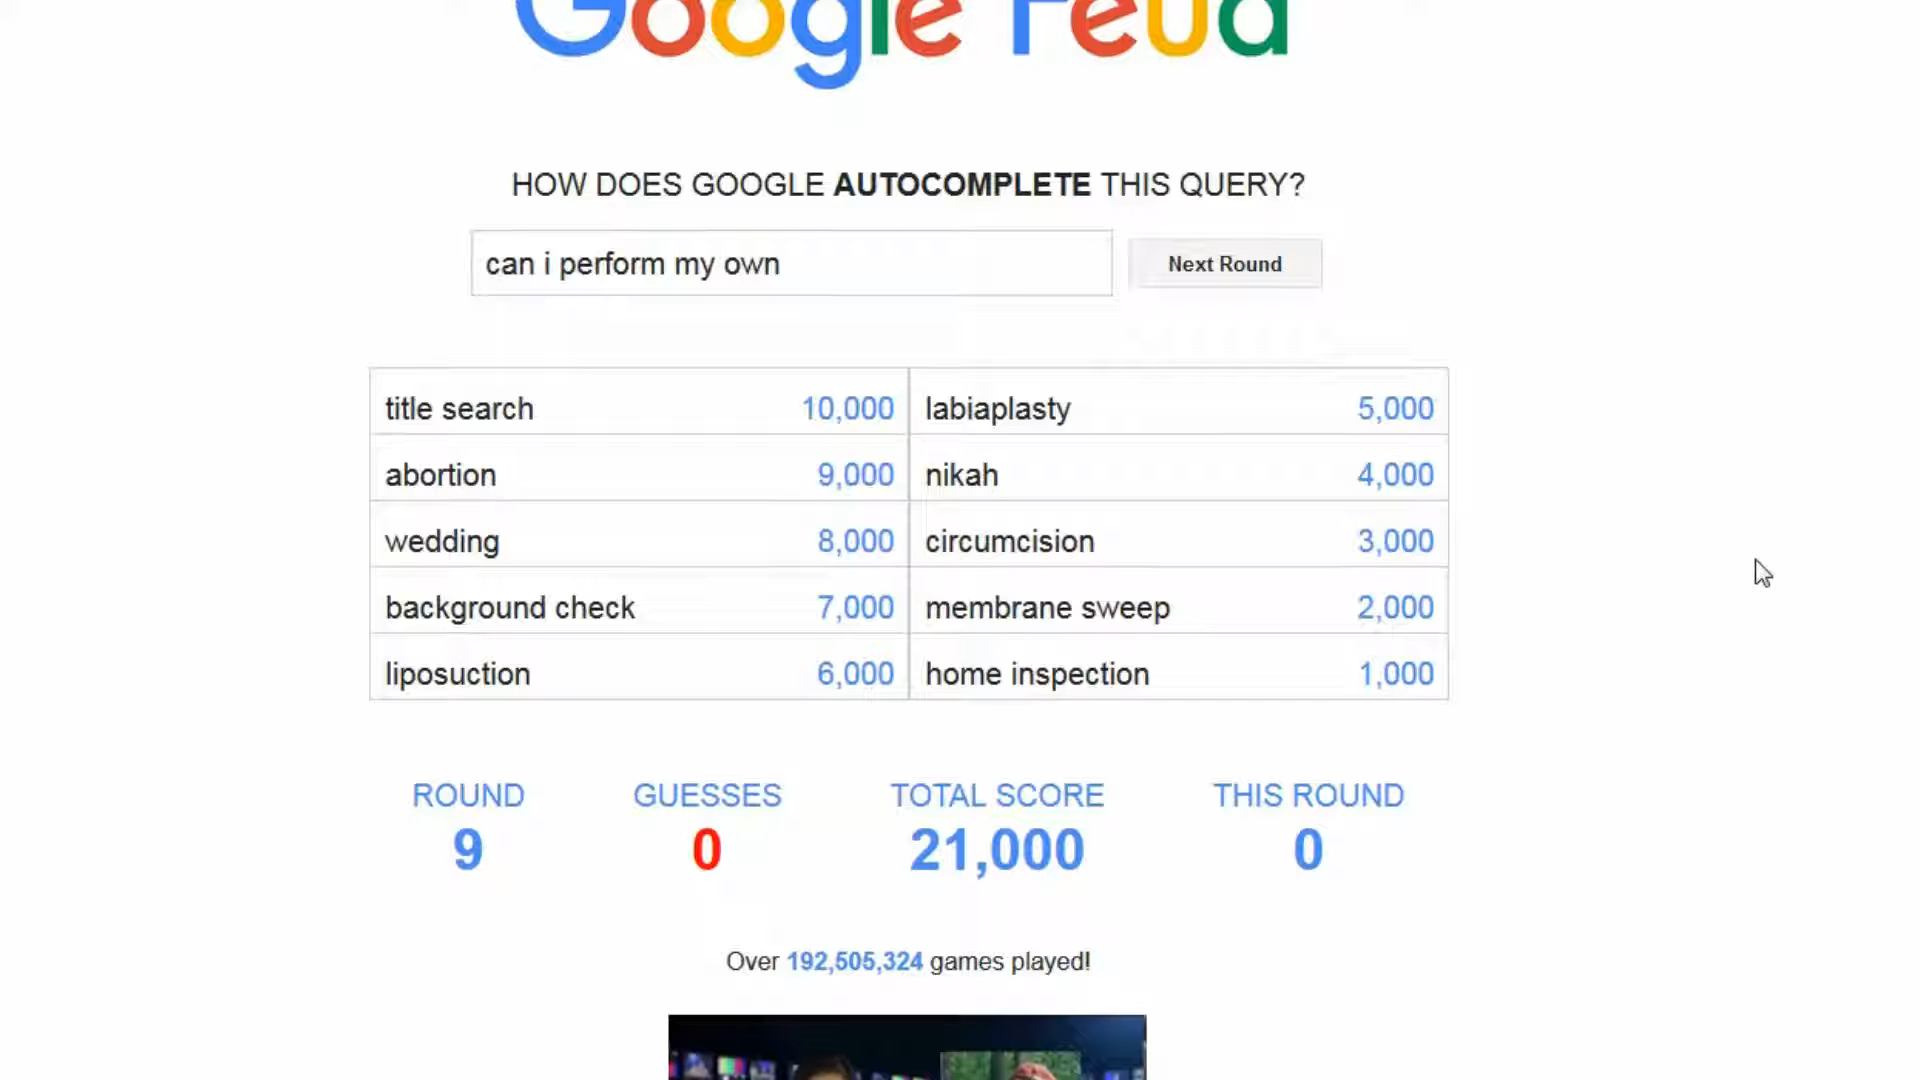 Google Feud
HOW DOES GOOGLE AUTOCOMPLETE THIS QUERY?
can i perform my own
Next Round
title search 10,000 labiaplasty 5,000
abortion 9,000 nikah 4,000
wedding 8,000 circumcision 3,000
background check 7,000 membrane sweep 2,000
liposuction 6,000 home inspection 1,000
ROUND GUESSES TOTAL SCORE THIS ROUND
9 0 21,000 0
Over 192,505,324 games played!